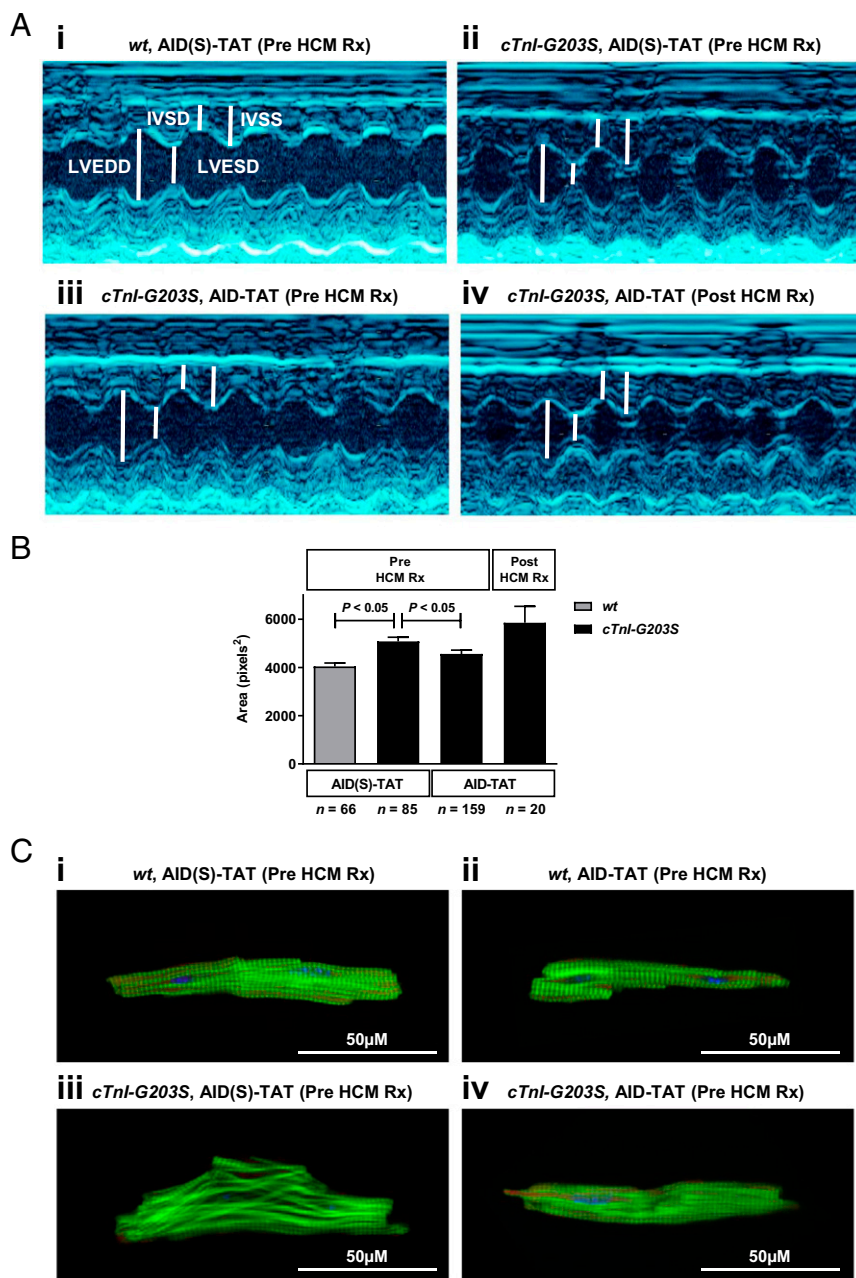 A
i
wt, AID(S)-TAT (Pre HCM Rx)
IVSD
IVSS
LVEDD
LVESD
ii
cTnI-G203S, AID(S)-TAT (Pre HCM Rx)
iii
cTnI-G203S, AID-TAT (Pre HCM Rx)
iv
cTnI-G203S, AID-TAT (Post HCM Rx)
B
Pre
HCM Rx
Post
HCM Rx
P < 0.05
P < 0.05
wt
cTnI-G203S
Area (pixels²)
6000
4000
2000
0
AID(S)-TAT
AID-TAT
n = 66
n = 85
n = 159
n = 20
C
i
wt, AID(S)-TAT (Pre HCM Rx)
50µM
ii
wt, AID-TAT (Pre HCM Rx)
50µM
iii
cTnI-G203S, AID(S)-TAT (Pre HCM Rx)
50µM
iv
cTnI-G203S, AID-TAT (Pre HCM Rx)
50µM